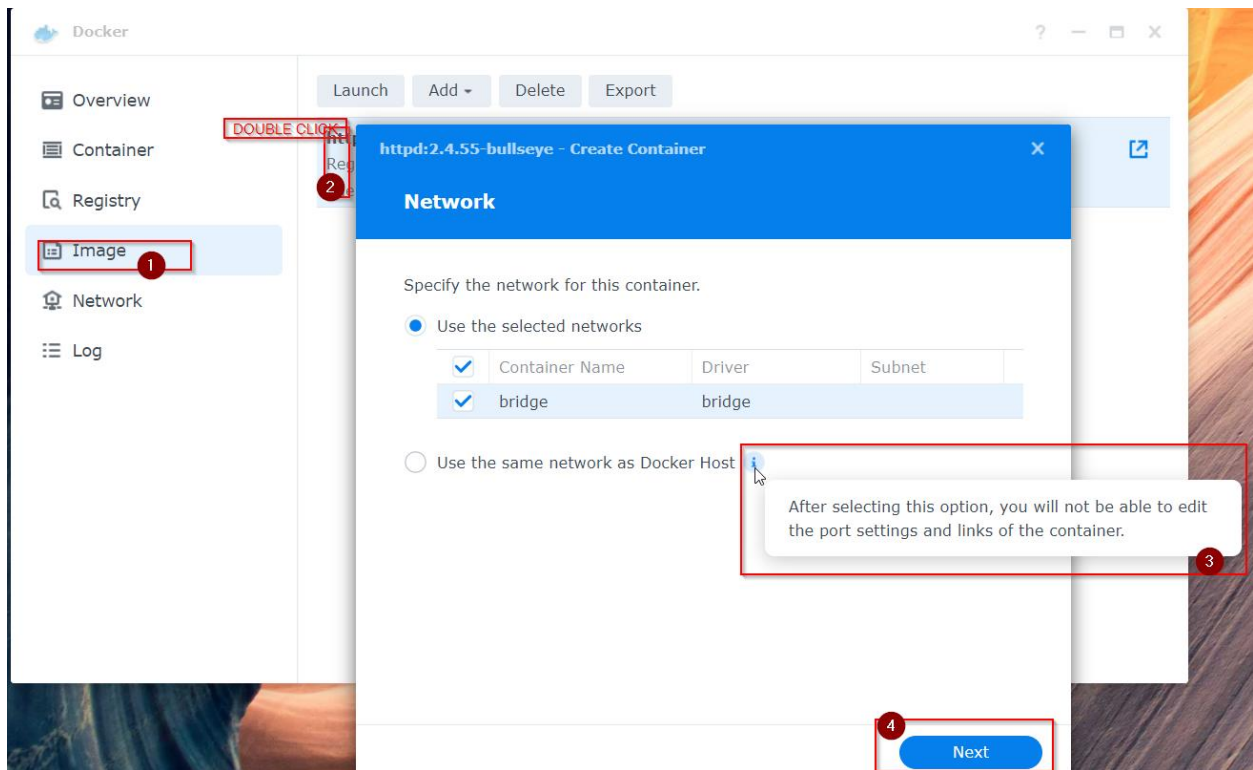 Docker
Overview
Container
Registry
Image
Network
Log
1
Launch Add Delete Export
DOUBLE CLICK
2
httpd:2.4.55-bullseye - Create Container
Network
Specify the network for this container.
Use the selected networks
Container Name Driver Subnet
bridge bridge
Use the same network as Docker Host
After selecting this option, you will not be able to edit
the port settings and links of the container.
3
4
Next